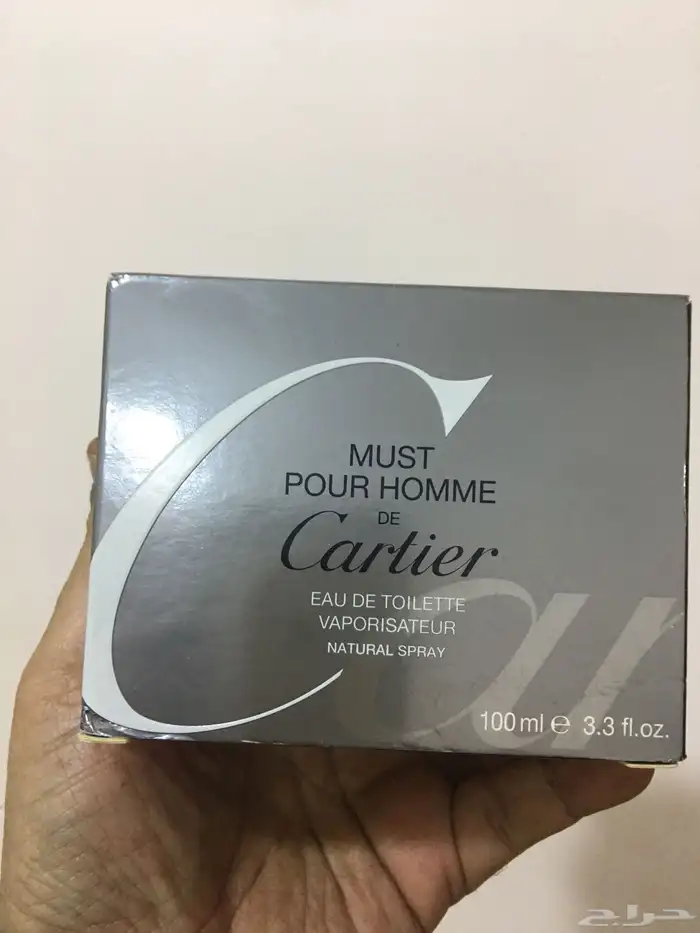 MUST
POUR HOMME
DE
Cartier
EAU DE TOILETTE
VAPORISATEUR
NATURAL SPRAY
100 ml ℮ 3.3 fl.oz.
حراج